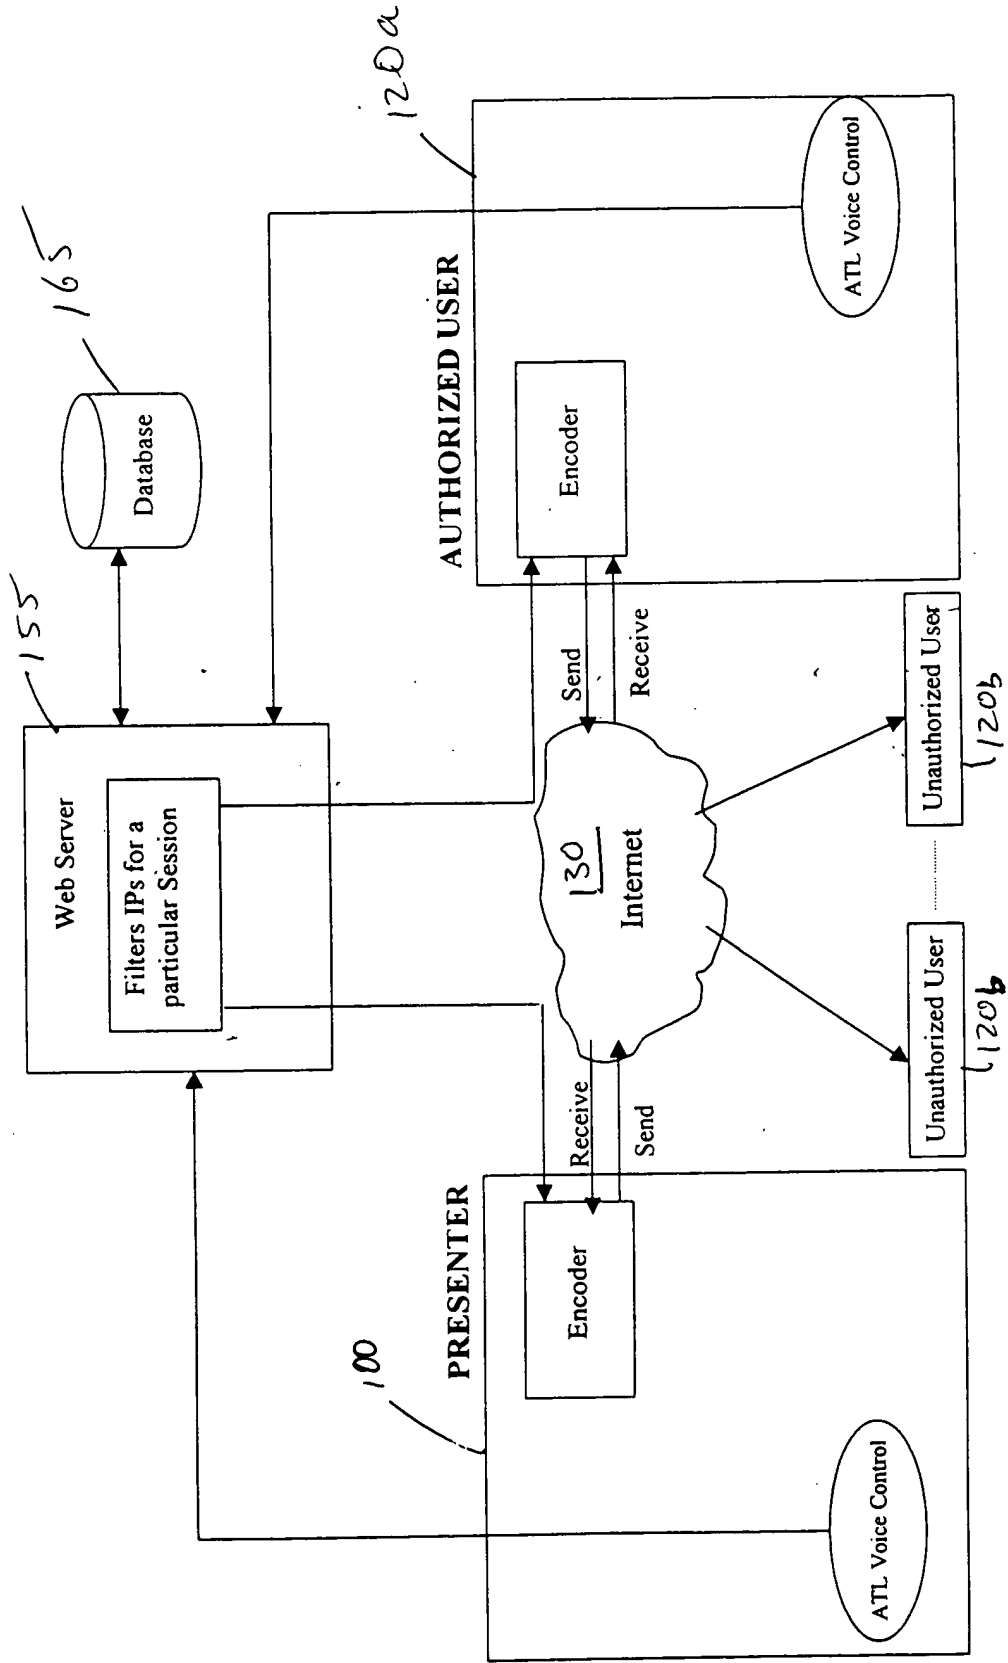 155
165
Web Server
Filters IPs for a
particular Session
Database
120a
100
PRESENTER
AUTHORIZED USER
Encoder
Encoder
Receive
Send
130
Internet
Send
Receive
ATL Voice Control
ATL Voice Control
Unauthorized User
Unauthorized User
120b
120b